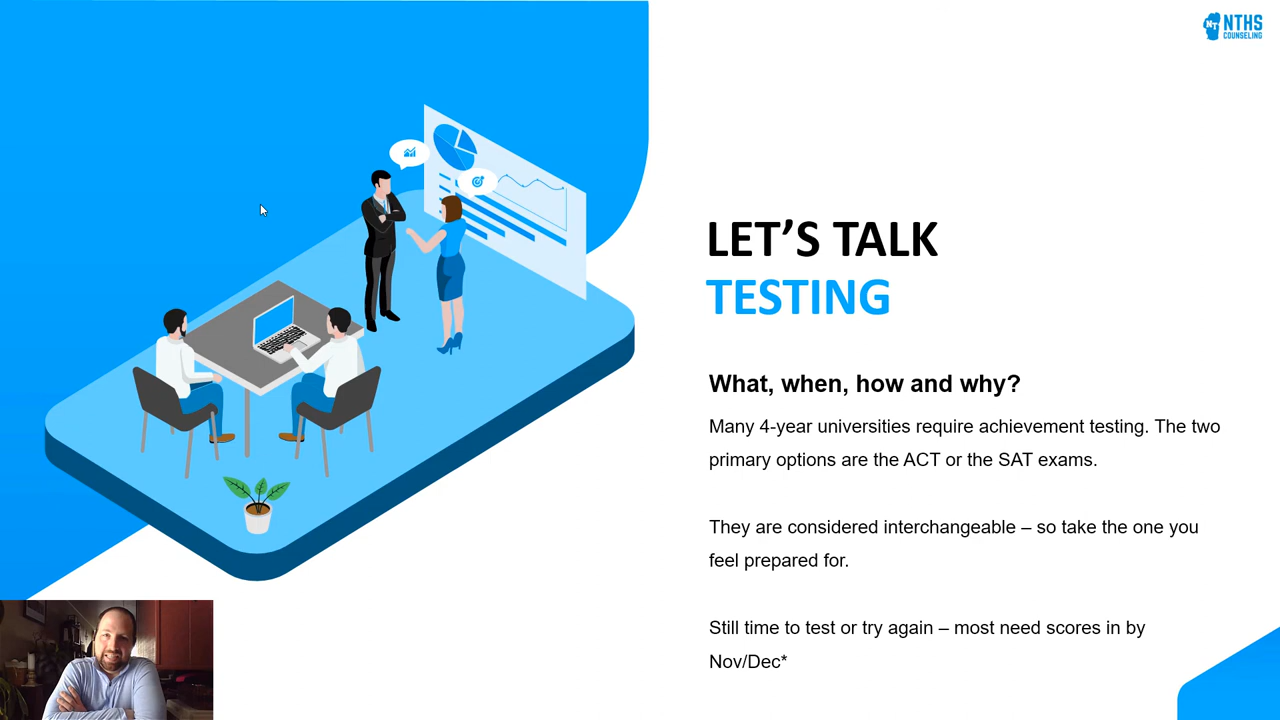 NTHS
COUNSELING
LET’S TALK
TESTING
What, when, how and why?
Many 4-year universities require achievement testing. The two
primary options are the ACT or the SAT exams.
They are considered interchangeable – so take the one you
feel prepared for.
Still time to test or try again – most need scores in by
Nov/Dec*